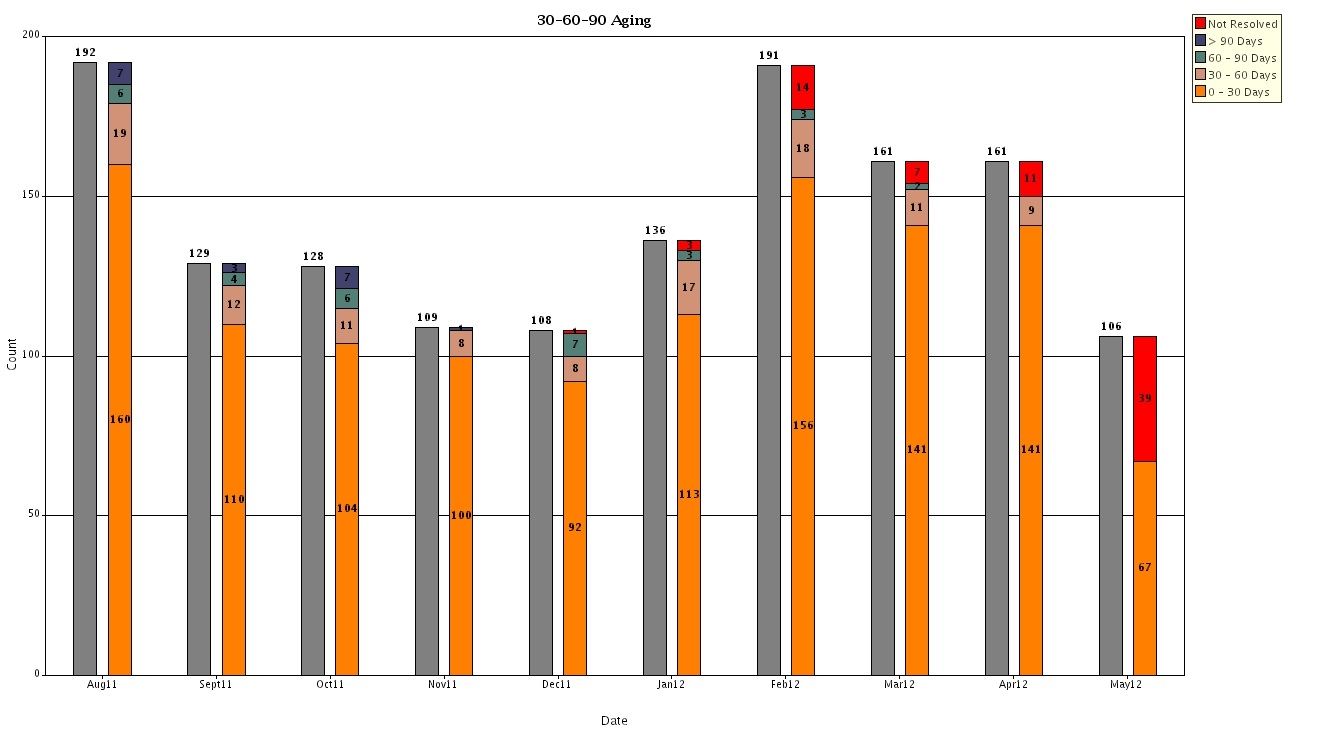 30-60-90 Aging
Not Resolved
> 90 Days
60 - 90 Days
30 - 60 Days
0 - 30 Days
200
150
100
50
0
Count
192
7
6
19
160
129
3
4
12
110
128
7
6
11
104
109
1
8
100
108
1
7
8
92
136
3
3
17
113
191
14
3
18
156
161
7
2
11
141
161
11
9
141
106
39
67
Aug11
Sept11
Oct11
Nov11
Dec11
Jan12
Feb12
Mar12
Apr12
May12
Date